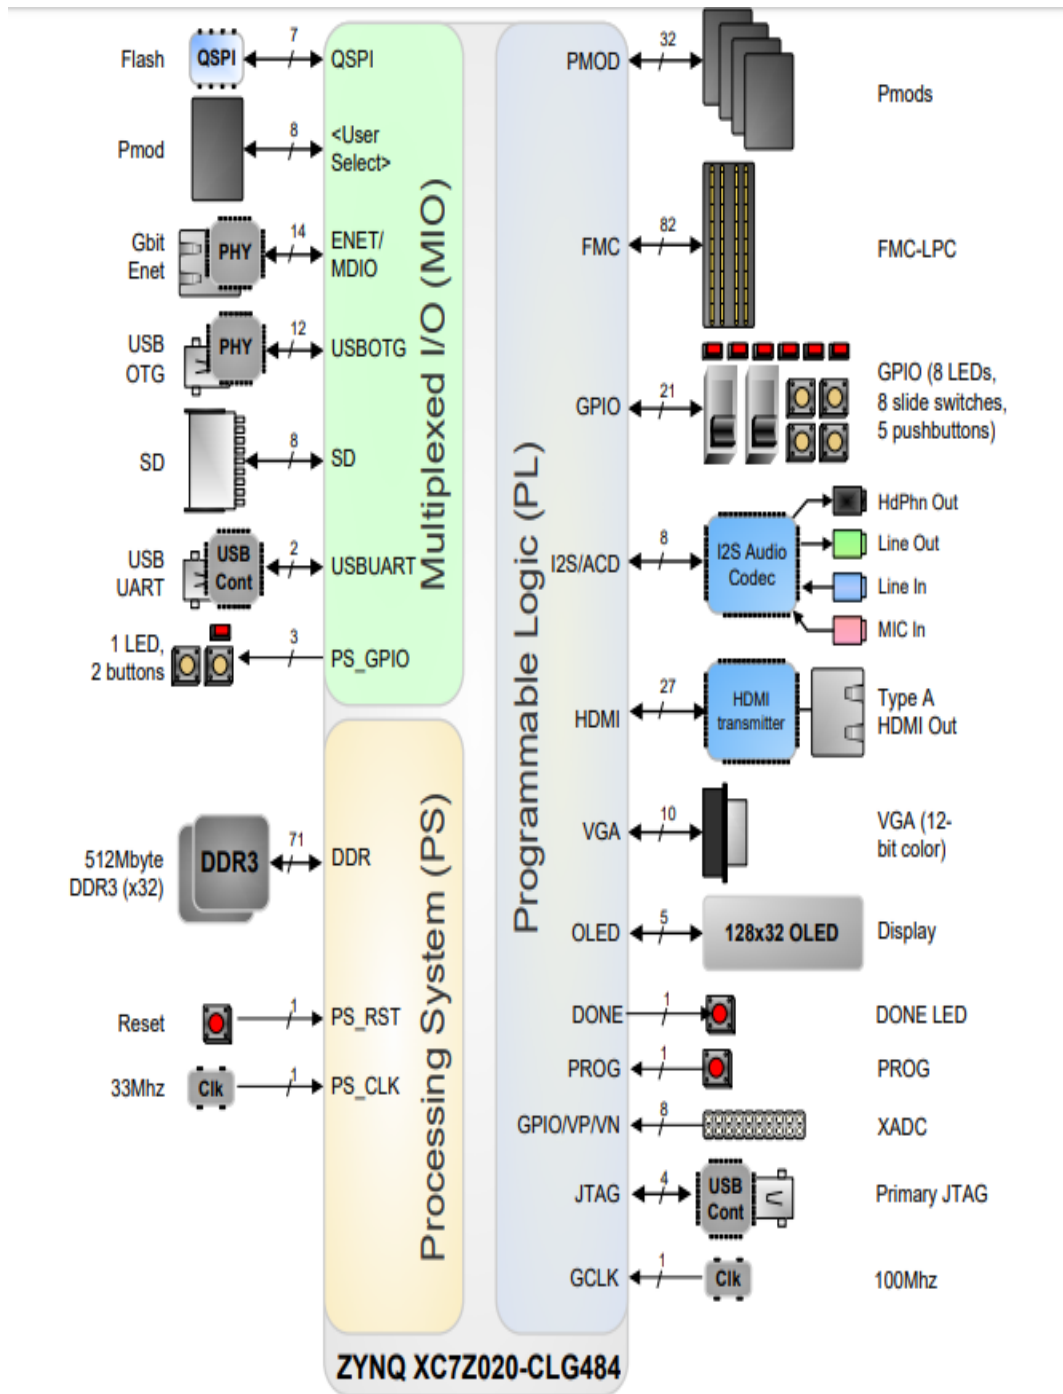 Flash
QSPI
7
QSPI
Pmod
8
<User
Select>
Gbit
Enet
PHY
14
ENET/
MDIO
USB
OTG
PHY
12
USBOTG
SD
8
SD
USB
UART
USB
Cont
2
USBUART
1 LED,
2 buttons
3
PS_GPIO
Multiplexed I/O (MIO)
512Mbyte
DDR3 (x32)
DDR3
71
DDR
Reset
1
PS_RST
33Mhz
Clk
1
PS_CLK
Processing System (PS)
Programmable Logic (PL)
PMOD
32
Pmods
FMC
82
FMC-LPC
GPIO
21
GPIO (8 LEDs,
8 slide switches,
5 pushbuttons)
I2S/ACD
8
I2S Audio
Codec
HdPhn Out
Line Out
Line In
MIC In
HDMI
27
HDMI
transmitter
Type A
HDMI Out
VGA
10
VGA (12-
bit color)
OLED
5
128x32 OLED
Display
DONE
1
DONE LED
PROG
1
PROG
GPIO/VP/VN
8
XADC
JTAG
4
USB
Cont
Primary JTAG
GCLK
1
Clk
100Mhz
ZYNQ XC7Z020-CLG484